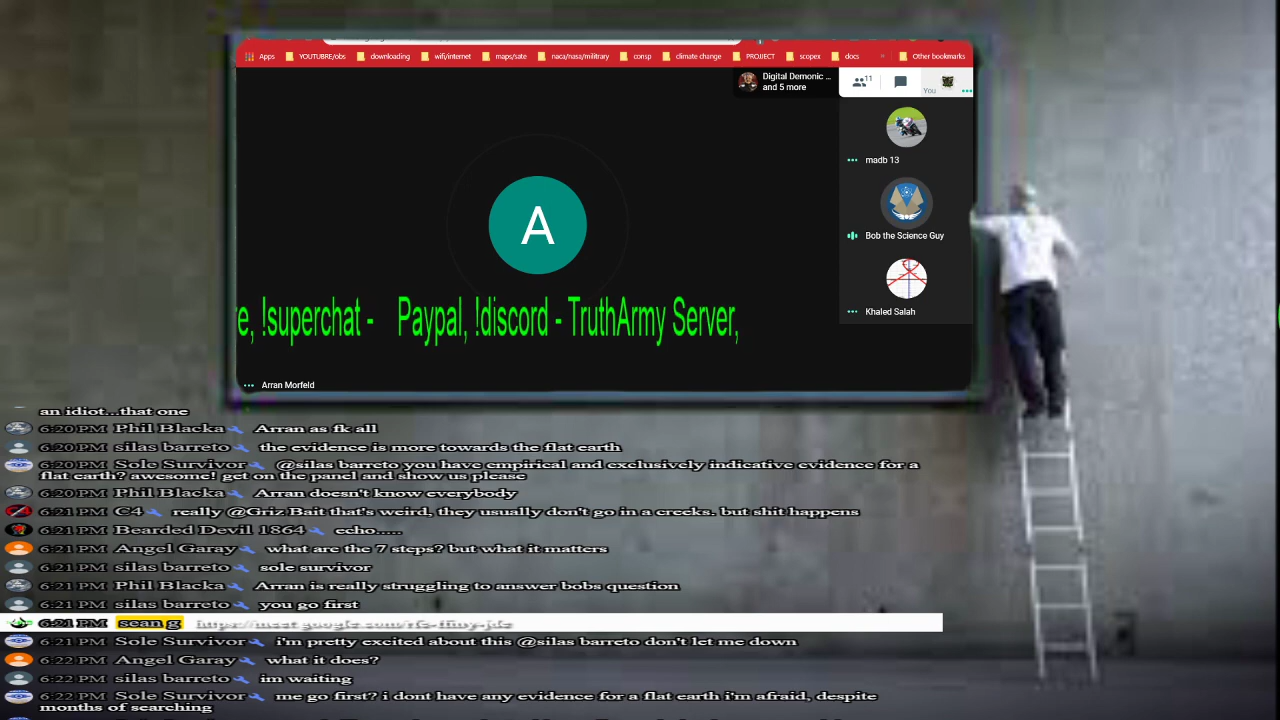 Apps YOUTUBRE/obs downloading wifi/internet maps/sate naca/nasa/militrary consp climate change PROJJECT scopex docs Other bookmarks
Digital Demonic ...
and 5 more
11
You
madb 13
Bob the Science Guy
Khaled Salah
A
e, !superchat - Paypal, !discord - TruthArmy Server,
Arran Morfeld
an idiot...that one
6:20 PM Phil Blacka Arran as fk all
6:20 PM silas barreto the evidence is more towards the flat earth
6:20 PM Sole Survivor @silas barreto you have empirical and exclusively indicative evidence for a
flat earth? awesome! get on the panel and show us please
6:20 PM Phil Blacka Arran doesn't know everybody
6:21 PM C4 really @Griz Bait that's weird, they usually don't go in a creeks. but shit happens
6:21 PM Bearded Devil 1864 echo.....
6:21 PM Angel Garay what are the 7 steps? but what it matters
6:21 PM silas barreto sole survivor
6:21 PM Phil Blacka Arran is really struggling to answer bobs question
6:21 PM silas barreto you go first
6:21 PM sean g
6:21 PM Sole Survivor i'm pretty excited about this @silas barreto don't let me down
6:22 PM Angel Garay what it does?
6:22 PM silas barreto im waiting
6:22 PM Sole Survivor me go first? i dont have any evidence for a flat earth i'm afraid, despite
months of searching